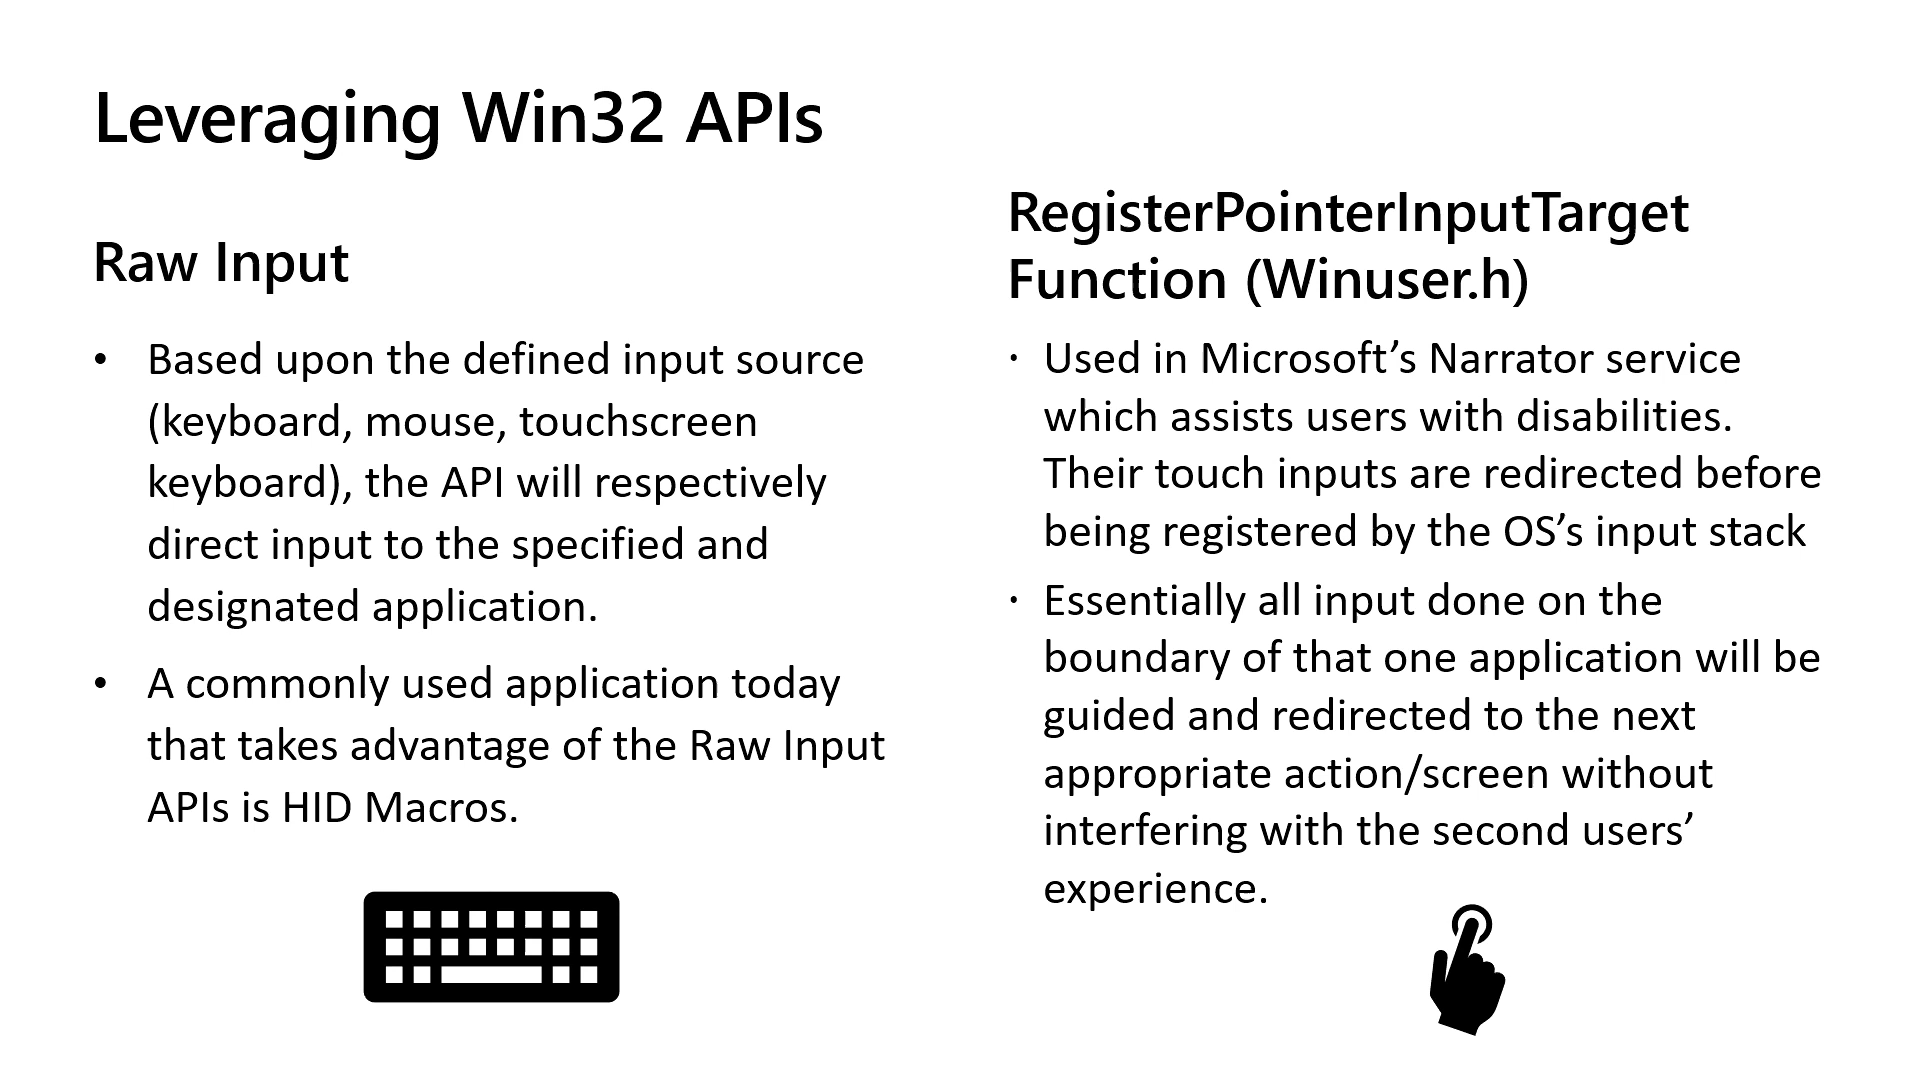 Leveraging Win32 APIs
Raw Input
• Based upon the defined input source
(keyboard, mouse, touchscreen
keyboard), the API will respectively
direct input to the specified and
designated application.
• A commonly used application today
that takes advantage of the Raw Input
APIs is HID Macros.
RegisterPointerInputTarget
Function (Winuser.h)
• Used in Microsoft’s Narrator service
which assists users with disabilities.
Their touch inputs are redirected before
being registered by the OS’s input stack
• Essentially all input done on the
boundary of that one application will be
guided and redirected to the next
appropriate action/screen without
interfering with the second users’
experience.